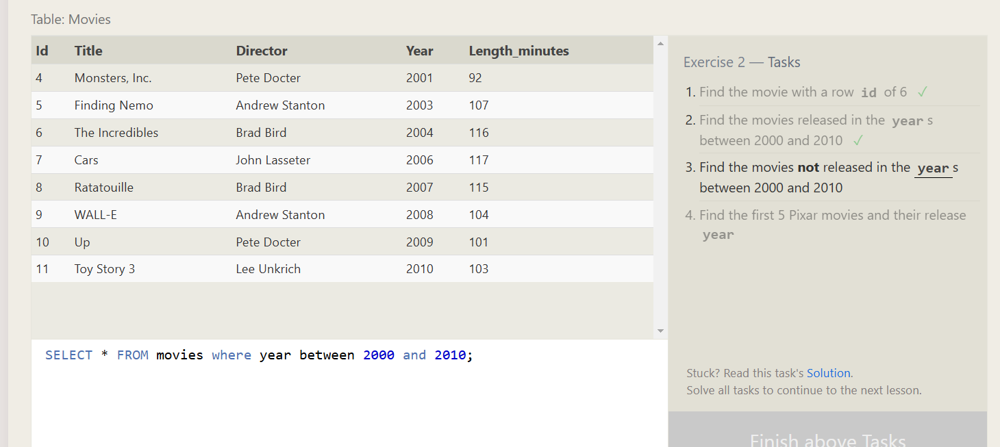 Table: Movies
Id Title Director Year Length_minutes
4 Monsters, Inc. Pete Docter 2001 92
5 Finding Nemo Andrew Stanton 2003 107
6 The Incredibles Brad Bird 2004 116
7 Cars John Lasseter 2006 117
8 Ratatouille Brad Bird 2007 115
9 WALL-E Andrew Stanton 2008 104
10 Up Pete Docter 2009 101
11 Toy Story 3 Lee Unkrich 2010 103
SELECT * FROM movies where year between 2000 and 2010;
Exercise 2 — Tasks
1. Find the movie with a row id of 6 ✓
2. Find the movies released in the year s
between 2000 and 2010 ✓
3. Find the movies not released in the year s
between 2000 and 2010
4. Find the first 5 Pixar movies and their release
year
Stuck? Read this task's Solution.
Solve all tasks to continue to the next lesson.
Finish above Tasks